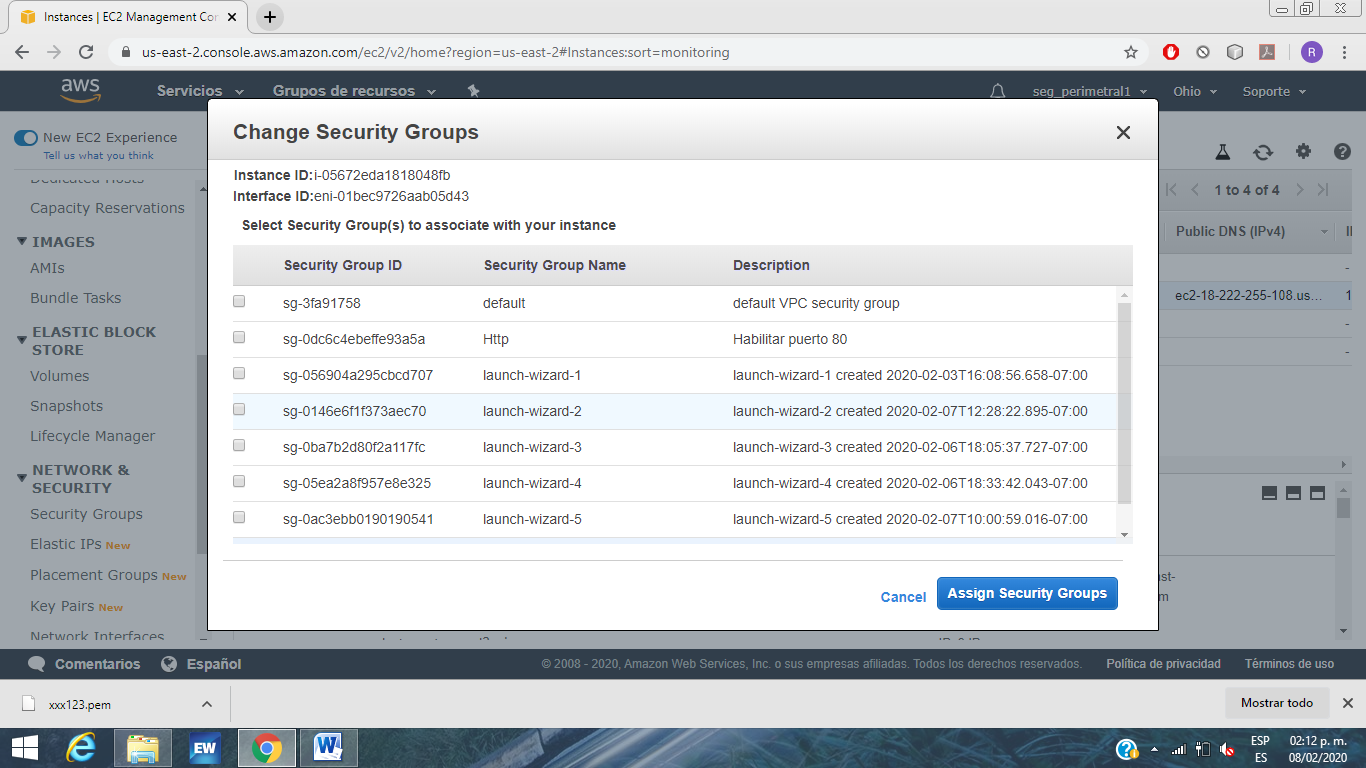 Instances | EC2 Management Con
us-east-2.console.aws.amazon.com/ec2/v2/home?region=us-east-2#Instances:sort=monitoring
R
aws
Servicios
Grupos de recursos
seg_perimetral1
Ohio
Soporte
New EC2 Experience
Tell us what you think
Dedicated Hosts
Capacity Reservations
IMAGES
AMIs
Bundle Tasks
ELASTIC BLOCK
STORE
Volumes
Snapshots
Lifecycle Manager
NETWORK &
SECURITY
Security Groups
Elastic IPs New
Placement Groups New
Key Pairs New
Network Interfaces
Change Security Groups
Instance ID:i-05672eda1818048fb
Interface ID:eni-01bec9726aab05d43
Select Security Group(s) to associate with your instance
Security Group ID Security Group Name Description
sg-3fa91758 default default VPC security group
sg-0dc6c4ebeffe93a5a Http Habilitar puerto 80
sg-056904a295cbcd707 launch-wizard-1 launch-wizard-1 created 2020-02-03T16:08:56.658-07:00
sg-0146e6f1f373aec70 launch-wizard-2 launch-wizard-2 created 2020-02-07T12:28:22.895-07:00
sg-0ba7b2d80f2a117fc launch-wizard-3 launch-wizard-3 created 2020-02-06T18:05:37.727-07:00
sg-05ea2a8f957e8e325 launch-wizard-4 launch-wizard-4 created 2020-02-06T18:33:42.043-07:00
sg-0ac3ebb0190190541 launch-wizard-5 launch-wizard-5 created 2020-02-07T10:00:59.016-07:00
Cancel
Assign Security Groups
1 to 4 of 4
Public DNS (IPv4)
-
ec2-18-222-255-108.us... 1
-
-
Comentarios
Español
© 2008 - 2020, Amazon Web Services, Inc. o sus empresas afiliadas. Todos los derechos reservados.
Política de privacidad
Términos de uso
xxx123.pem
Mostrar todo
EW
ESP
ES
02:12 p. m.
08/02/2020